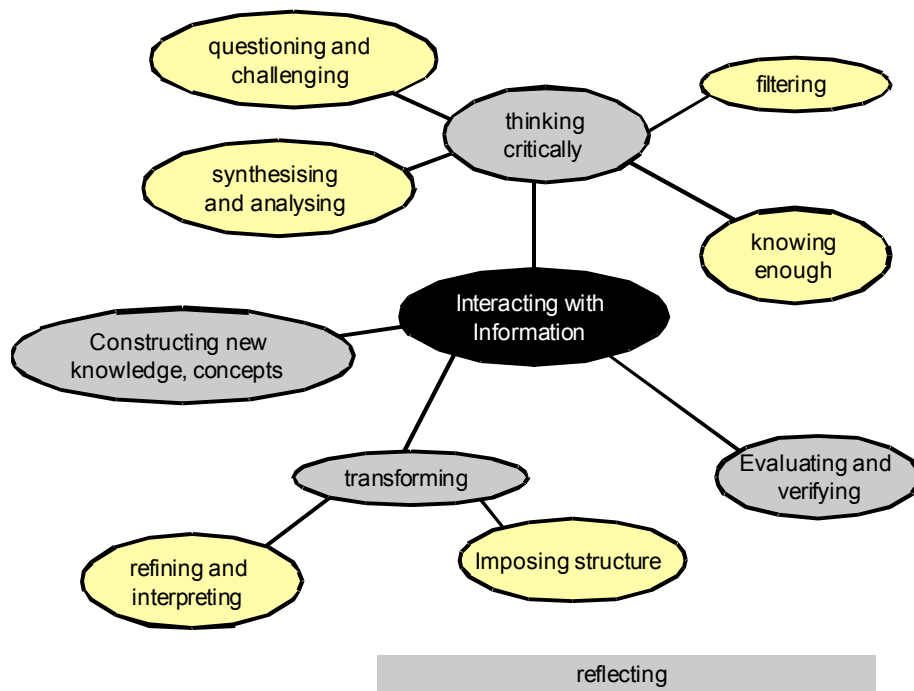 questioning and
challenging
filtering
thinking
critically
synthesising
and analysing
knowing
enough
Interacting with
Information
Constructing new
knowledge, concepts
transforming
Evaluating and
verifying
refining and
interpreting
Imposing structure
reflecting